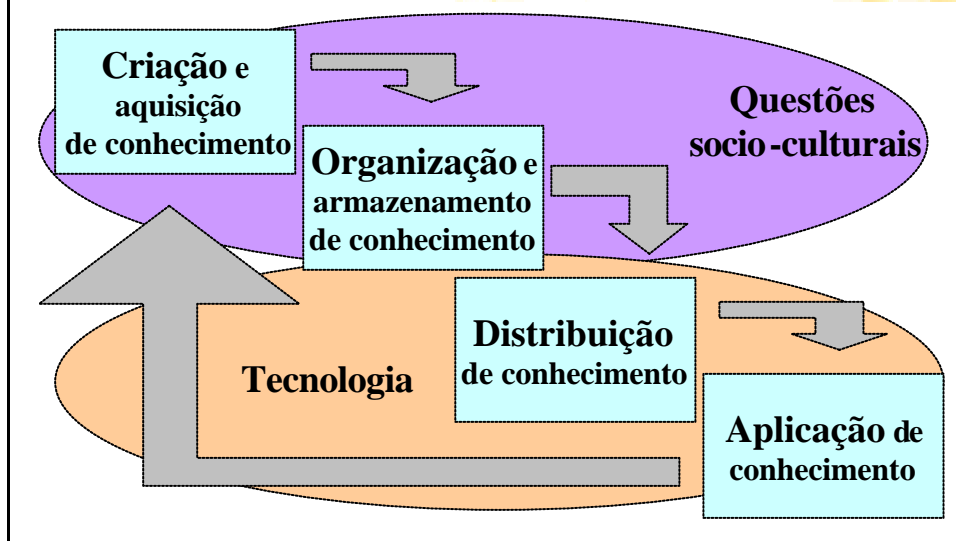 Criação e
aquisição
de conhecimento
Questões
socio-culturais
Organização e
armazenamento
de conhecimento
Distribuição
de conhecimento
Tecnologia
Aplicação de
conhecimento